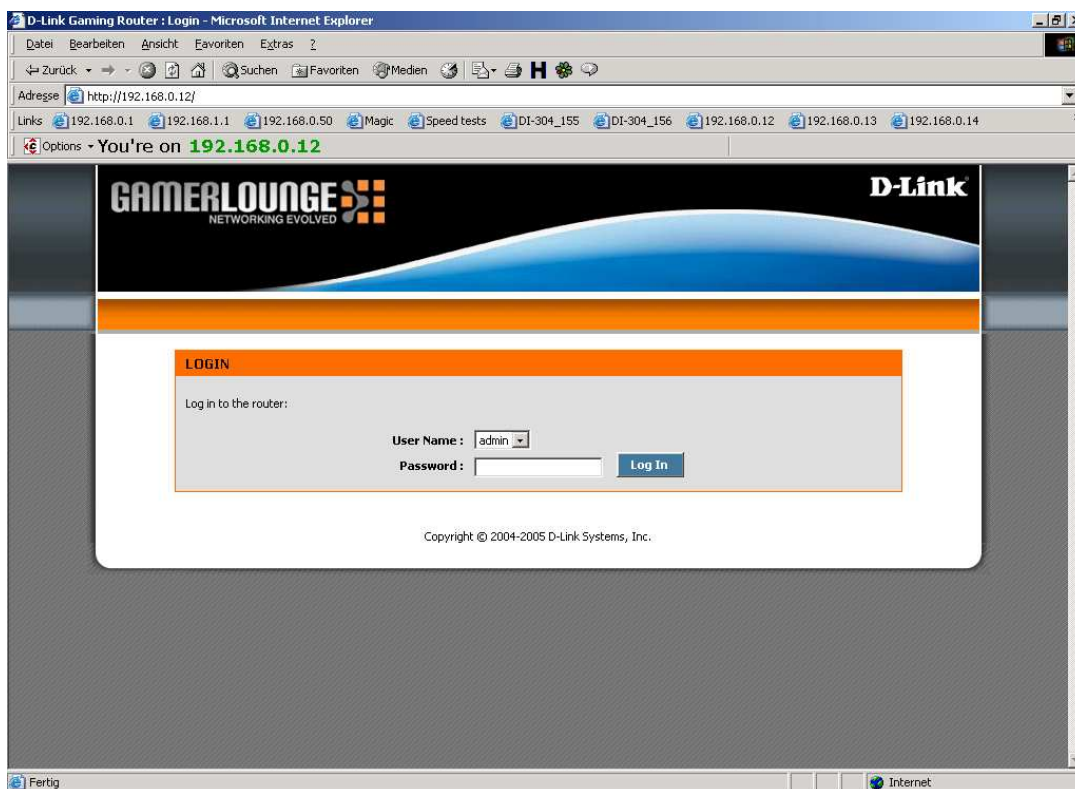 D-Link Gaming Router : Login - Microsoft Internet Explorer
Datei Bearbeiten Ansicht Favoriten Extras ?
Zurück Suchen Favoriten Medien
Adresse http://192.168.0.12/
Links 192.168.0.1 192.168.1.1 192.168.0.50 Magic Speed tests DI-304_155 DI-304_156 192.168.0.12 192.168.0.13 192.168.0.14
Options You're on 192.168.0.12
GAMERLOUNGE
NETWORKING EVOLVED
D-Link
LOGIN
Log in to the router:
User Name : admin
Password : Log In
Copyright © 2004-2005 D-Link Systems, Inc.
Fertig Internet